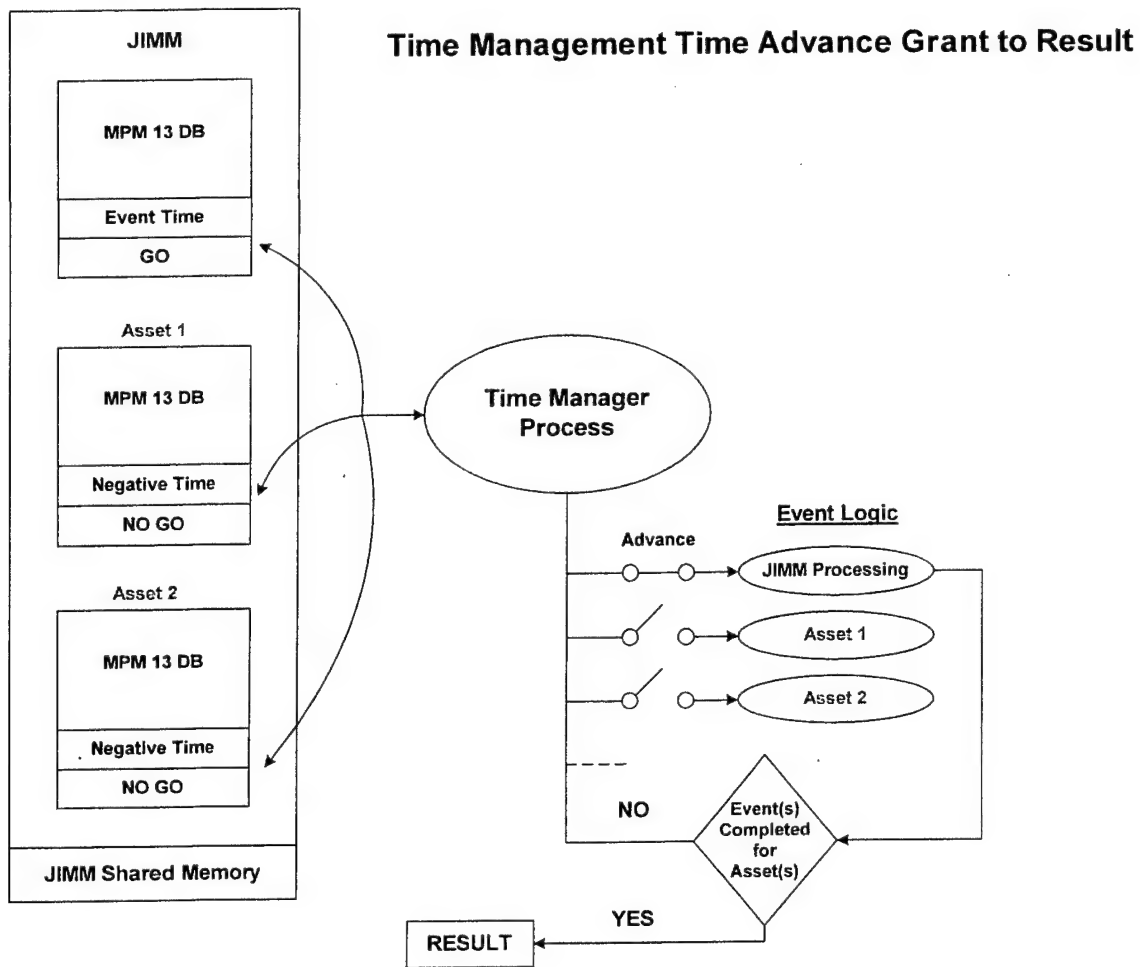 JIMM
Time Management Time Advance Grant to Result
MPM 13 DB
Event Time
GO
Asset 1
MPM 13 DB
Negative Time
NO GO
Asset 2
MPM 13 DB
Negative Time
NO GO
JIMM Shared Memory
Time Manager
Process
Event Logic
Advance
JIMM Processing
Asset 1
Asset 2
NO
Event(s)
Completed
for
Asset(s)
YES
RESULT